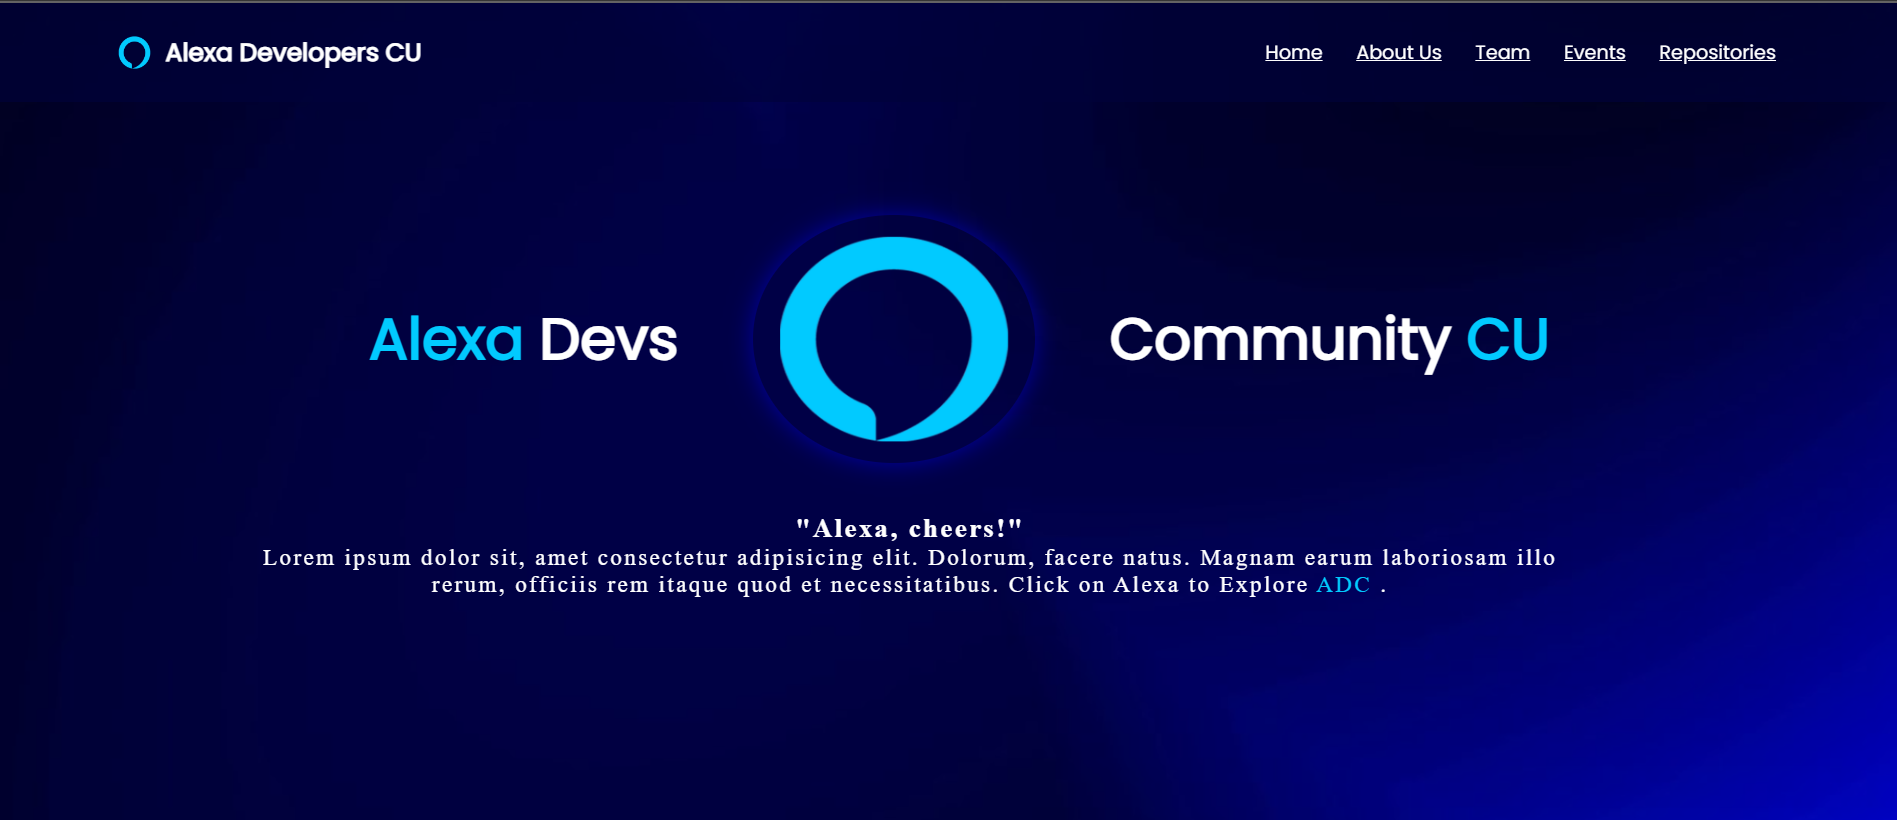 Alexa Developers CU
Home About Us Team Events Repositories
Alexa Devs Community CU
"Alexa, cheers!"
Lorem ipsum dolor sit, amet consectetur adipisicing elit. Dolorum, facere natus. Magnam earum laboriosam illo
rerum, officiis rem itaque quod et necessitatibus. Click on Alexa to Explore ADC .